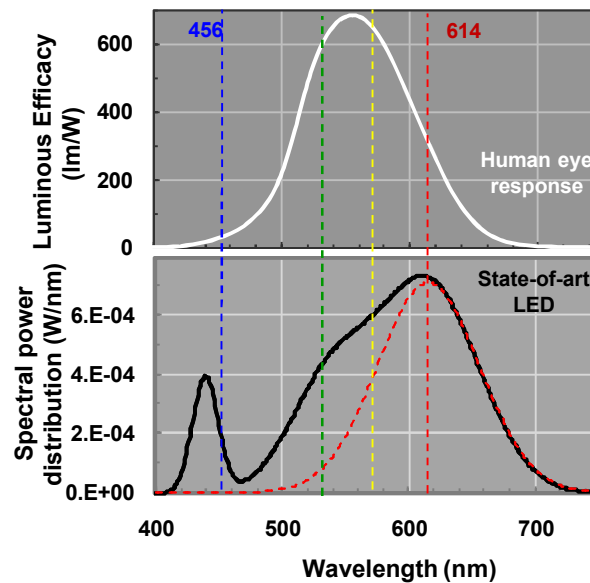 456
614
600
400
200
0
Luminous Efficacy
(lm/W)
Human eye
response
State-of-art
LED
6.E-04
4.E-04
2.E-04
0.E+00
Spectral power
distribution (W/nm)
400
500
600
700
Wavelength (nm)